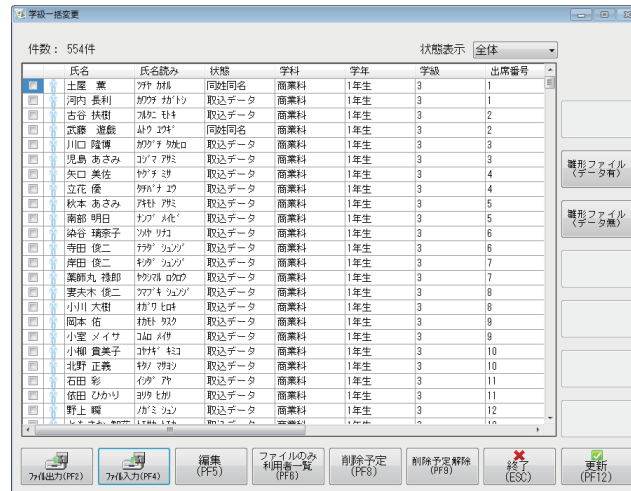 学級一括変更
件数： 554件 状態表示 全体
氏名 氏名読み 状態 学科 学年 学級 出席番号
土屋 薫 ﾂﾁﾔ ｶｵﾙ 同姓同名 商業科 1年生 3 1
河内 長利 ｶﾜｳﾁ ﾅｶﾞﾄｼ 取込データ 商業科 1年生 3 1
古谷 扶樹 ﾌﾙﾀﾆ ﾓﾄｷ 取込データ 商業科 1年生 3 2
武藤 遊戯 ﾑﾄｳ ﾕｳｷﾞ 同姓同名 商業科 1年生 3 2
川口 隆博 ｶﾜｸﾞﾁ ﾀｶﾋﾛ 取込データ 商業科 1年生 3 3
児島 あさみ ｺｼﾞﾏ ｱｻﾐ 取込データ 商業科 1年生 3 3
矢口 美佐 ﾔｸﾞﾁ ﾐｻ 取込データ 商業科 1年生 3 4
立花 優 ﾀﾁﾊﾞﾅ ﾕｳ 取込データ 商業科 1年生 3 4
秋本 あさみ ｱｷﾓﾄ ｱｻﾐ 取込データ 商業科 1年生 3 5
南部 明日 ﾅﾝﾌﾞ ﾒｲﾋﾞ 取込データ 商業科 1年生 3 5
染谷 璃奈子 ｿﾒﾔ ﾘﾅｺ 取込データ 商業科 1年生 3 6
寺田 俊二 ﾃﾗﾀﾞ ｼｭﾝｼﾞ 取込データ 商業科 1年生 3 6
岸田 俊二 ｷｼﾀﾞ ｼｭﾝｼﾞ 取込データ 商業科 1年生 3 7
薬師丸 禄郎 ﾔｸｼﾏﾙ ﾛｸﾛｳ 取込データ 商業科 1年生 3 7
妻夫木 俊二 ﾂﾏﾌﾞｷ ｼｭﾝｼﾞ 取込データ 商業科 1年生 3 8
小川 大樹 ｵｶﾞﾜ ﾋﾛｷ 取込データ 商業科 1年生 3 8
岡本 佑 ｵｶﾓﾄ ﾀｽｸ 取込データ 商業科 1年生 3 9
小室 メイサ ｺﾑﾛ ﾒｲｻ 取込データ 商業科 1年生 3 9
小柳 貴美子 ｺﾔﾅｷﾞ ｷﾐｺ 取込データ 商業科 1年生 3 10
北野 正義 ｷﾀﾉ ﾏｻﾖｼ 取込データ 商業科 1年生 3 10
石田 彩 ｲｼﾀﾞ ｱﾔ 取込データ 商業科 1年生 3 11
依田 ひかり ﾖﾘﾀ ﾋｶﾘ 取込データ 商業科 1年生 3 11
野上 瞬 ﾉｶﾞﾐ ｼｭﾝ 取込データ 商業科 1年生 3 12
雛形ファイル
（データ有）
雛形ファイル
（データ無）
ﾌｧｲﾙ出力(PF2)
ﾌｧｲﾙ入力(PF4)
編集
(PF5)
ファイルのみ
利用者一覧
(PF6)
削除予定
(PF8)
削除予定解除
(PF9)
終了
(ESC)
更新
(PF12)